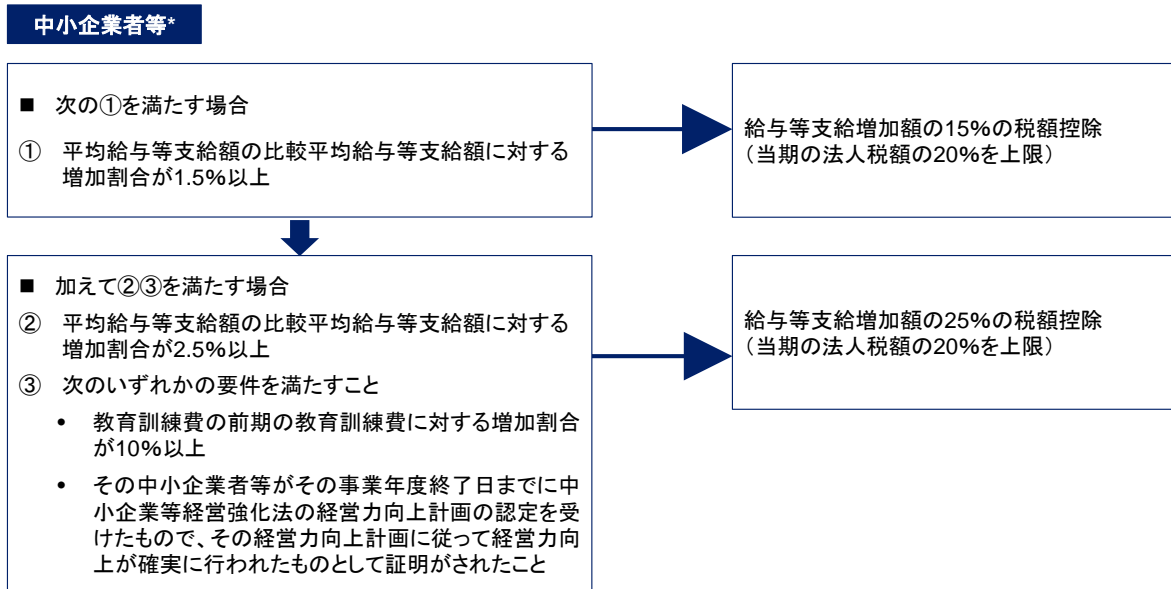 中小企業者等*
■ 次の①を満たす場合
① 平均給与等支給額の比較平均給与等支給額に対する
増加割合が1.5%以上
給与等支給増加額の15%の税額控除
（当期の法人税額の20%を上限）
■ 加えて②③を満たす場合
② 平均給与等支給額の比較平均給与等支給額に対する
増加割合が2.5%以上
③ 次のいずれかの要件を満たすこと
• 教育訓練費の前期の教育訓練費に対する増加割合
が10%以上
• その中小企業者等がその事業年度終了日までに中
小企業等経営強化法の経営力向上計画の認定を受
けたもので、その経営力向上計画に従って経営力向
上が確実に行われたものとして証明がされたこと
給与等支給増加額の25%の税額控除
（当期の法人税額の20%を上限）